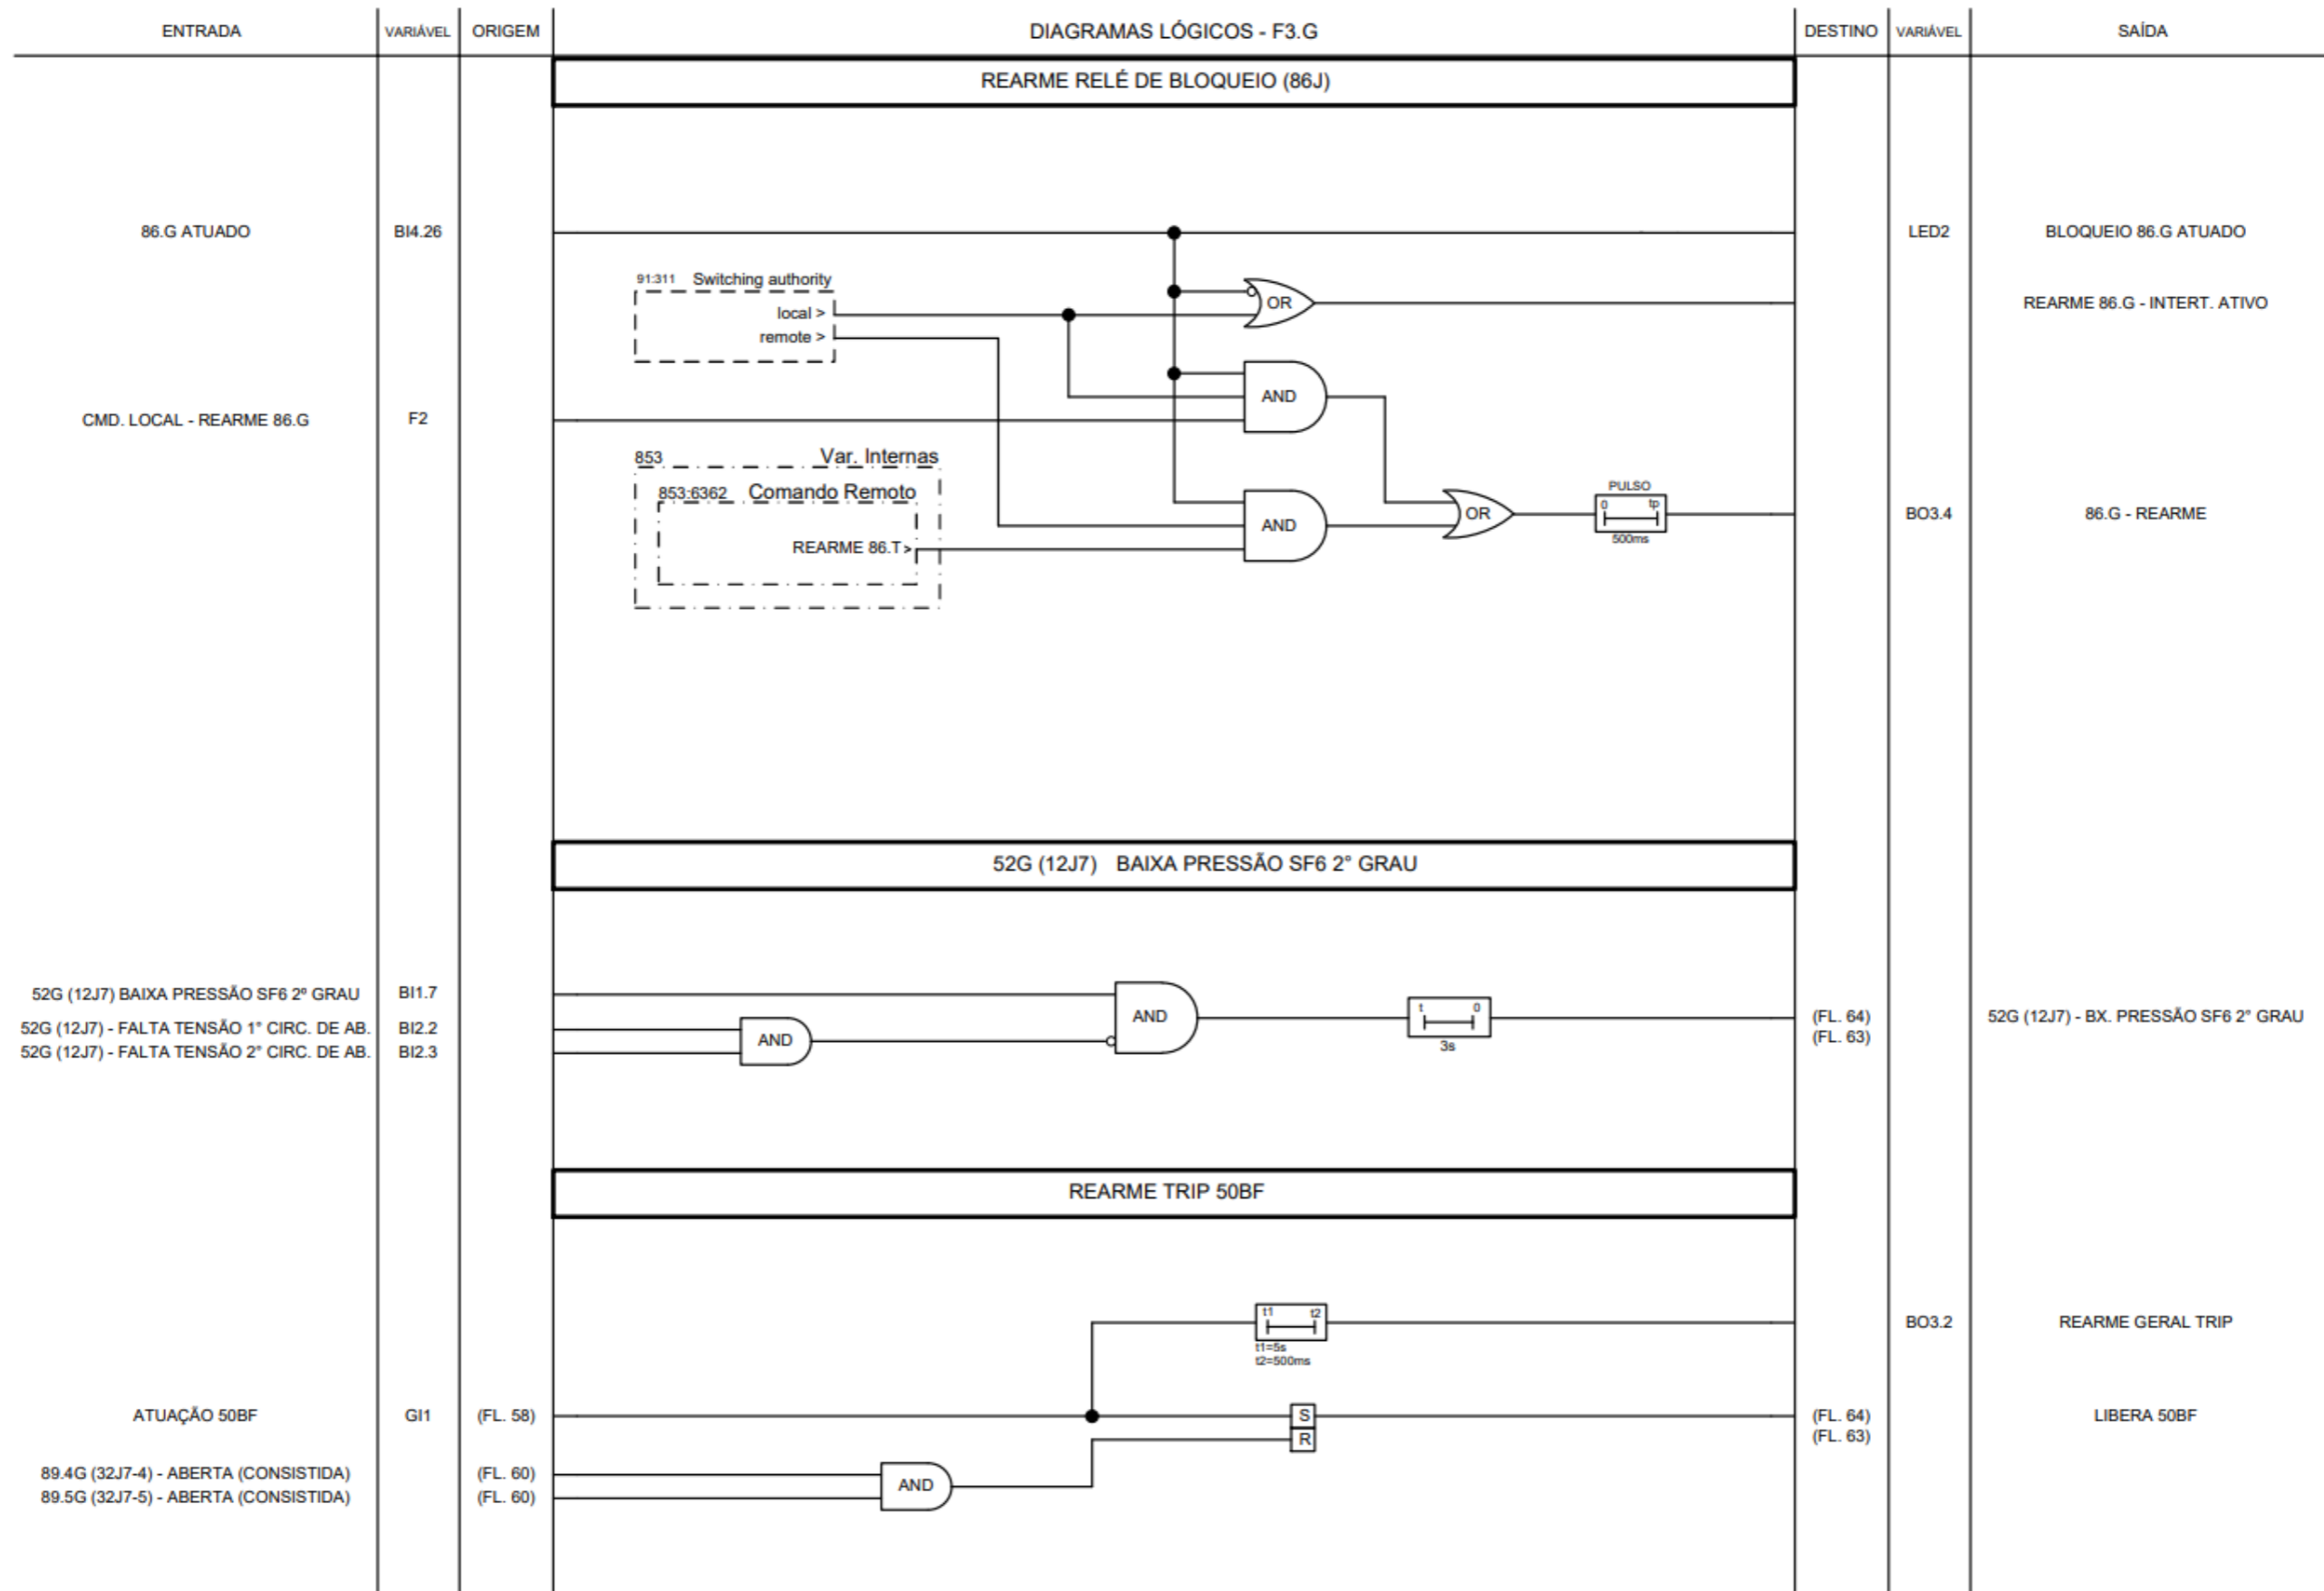 ENTRADA VARIÁVEL ORIGEM DIAGRAMAS LÓGICOS - F3.G DESTINO VARIÁVEL SAÍDA
REARME RELÉ DE BLOQUEIO (86J)
86.G ATUADO BI4.26 LED2 BLOQUEIO 86.G ATUADO
91:311 Switching authority
local >
remote >
OR
REARME 86.G - INTERT. ATIVO
AND
CMD. LOCAL - REARME 86.G F2
853 Var. Internas
853:6362 Comando Remoto
REARME 86.T>
AND
OR
PULSO
0 tp
500ms
BO3.4 86.G - REARME
52G (12J7) BAIXA PRESSÃO SF6 2° GRAU
52G (12J7) BAIXA PRESSÃO SF6 2º GRAU BI1.7
52G (12J7) - FALTA TENSÃO 1° CIRC. DE AB. BI2.2
52G (12J7) - FALTA TENSÃO 2° CIRC. DE AB. BI2.3
AND
AND
t 0
3s
(FL. 64) 52G (12J7) - BX. PRESSÃO SF6 2° GRAU
(FL. 63)
REARME TRIP 50BF
t1 t2
t1=5s
t2=500ms
BO3.2 REARME GERAL TRIP
ATUAÇÃO 50BF GI1 (FL. 58) S (FL. 64) LIBERA 50BF
R (FL. 63)
89.4G (32J7-4) - ABERTA (CONSISTIDA) (FL. 60)
AND
89.5G (32J7-5) - ABERTA (CONSISTIDA) (FL. 60)